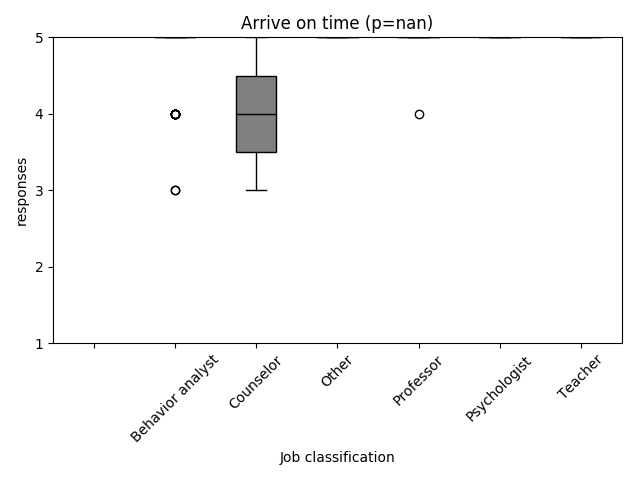 Arrive on time (p=nan)
5
4
3
2
1
responses
Behavior analyst
Counselor
Other
Professor
Psychologist
Teacher
Job classification